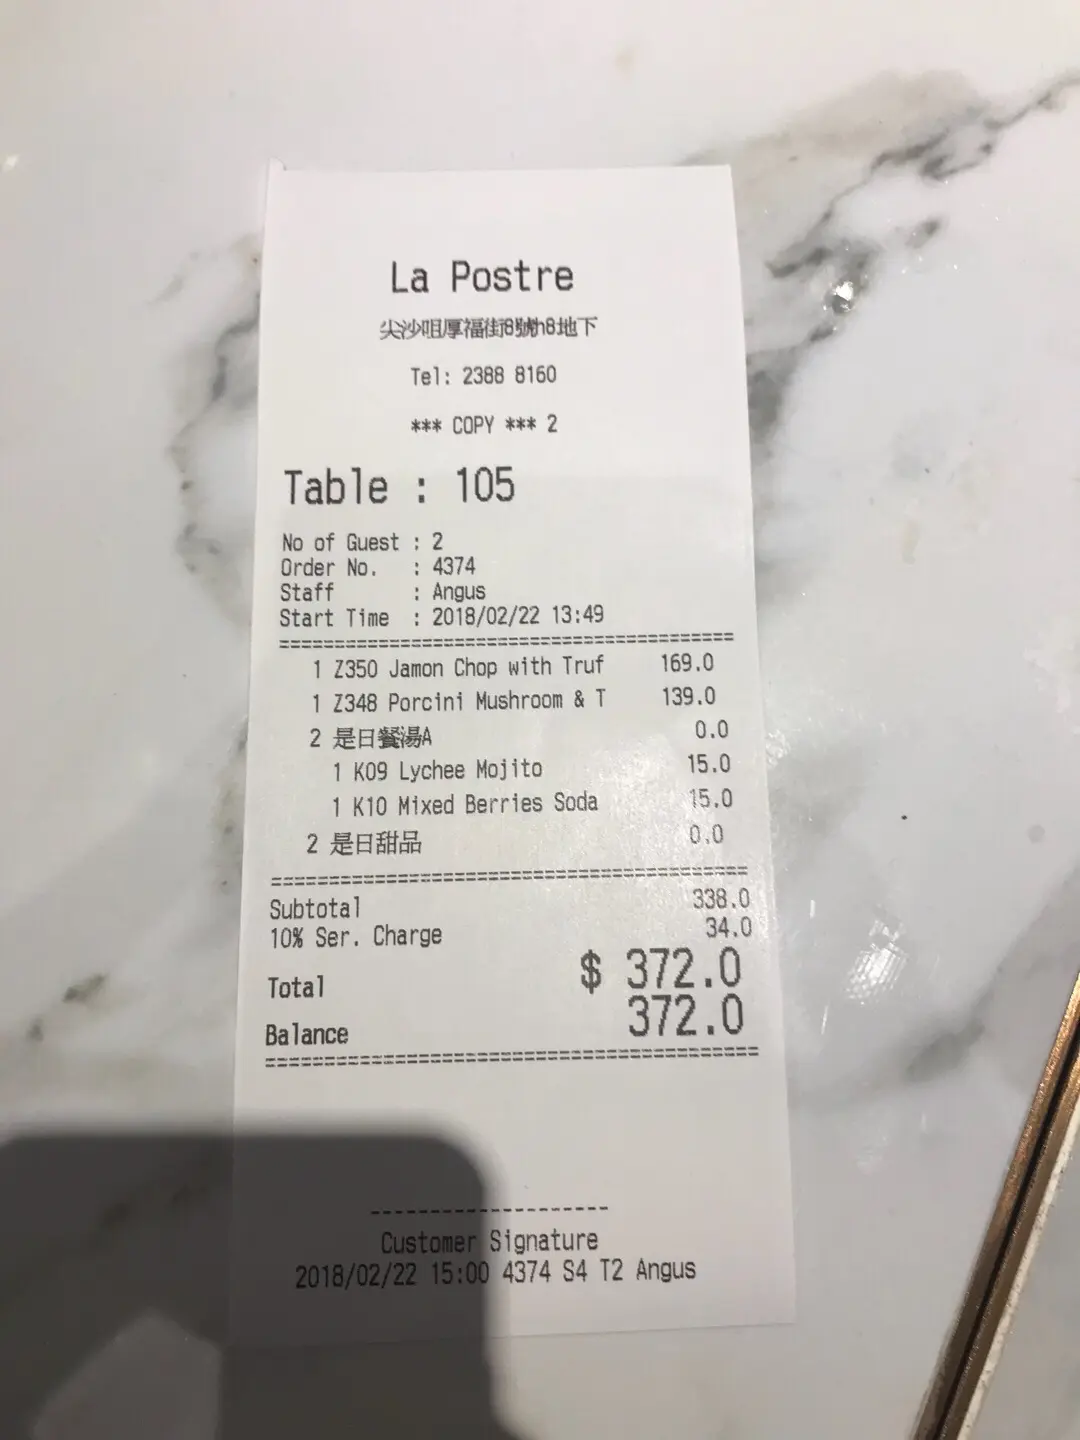 La Postre
尖沙咀厚福街8號h8地下
Tel: 2388 8160
*** COPY *** 2
Table : 105
No of Guest : 2
Order No. : 4374
Staff : Angus
Start Time : 2018/02/22 13:49
1 Z350 Jamon Chop with Truf 169.0
1 Z348 Porcini Mushroom & T 139.0
2 是日餐湯A 0.0
1 K09 Lychee Mojito 15.0
1 K10 Mixed Berries Soda 15.0
2 是日甜品 0.0
Subtotal 338.0
10% Ser. Charge 34.0
Total $ 372.0
Balance 372.0
Customer Signature
2018/02/22 15:00 4374 S4 T2 Angus